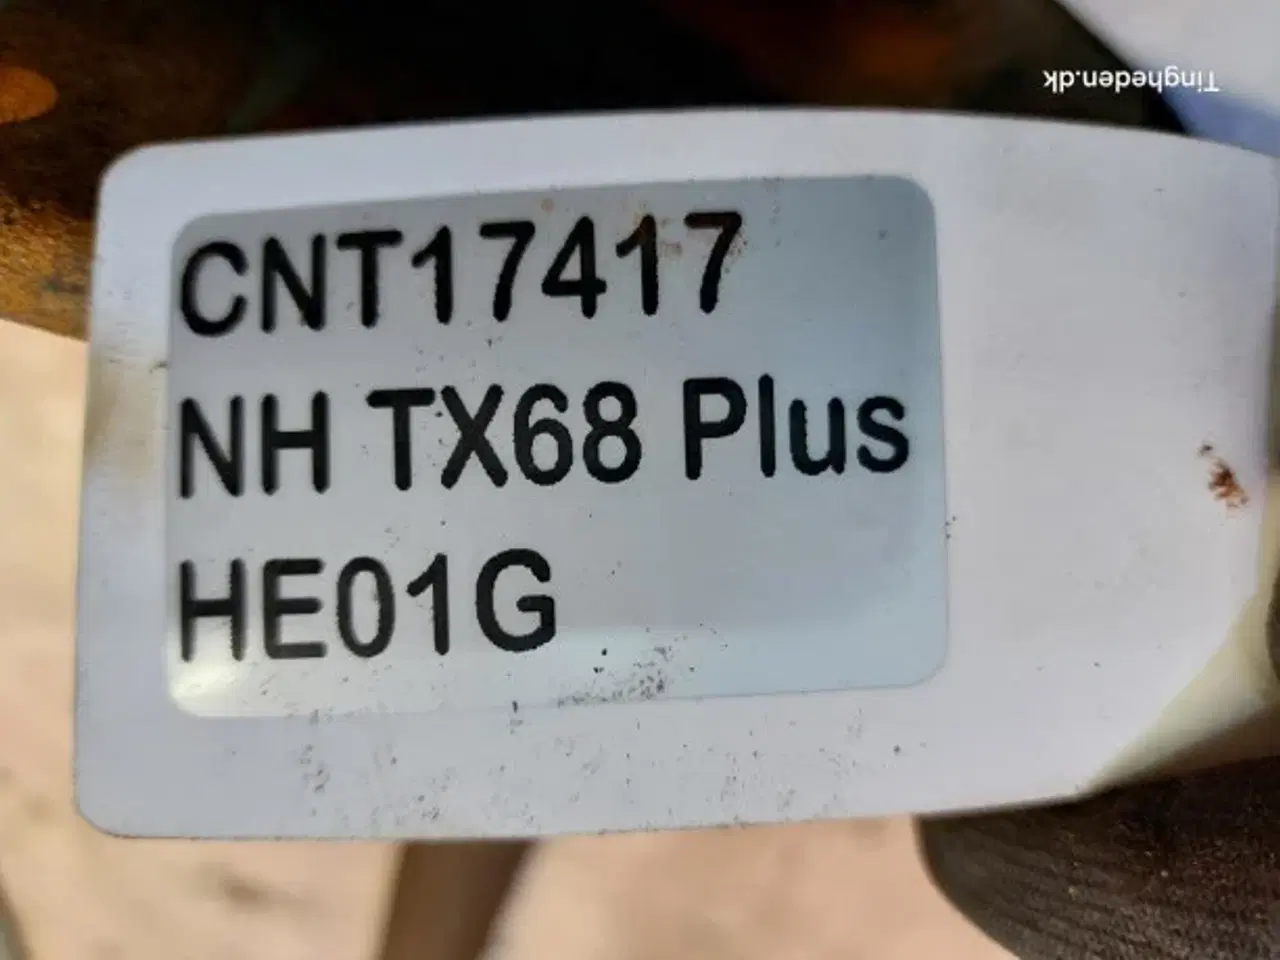 Tingheden.dk
CNT17417
NH TX68 Plus
HE01G